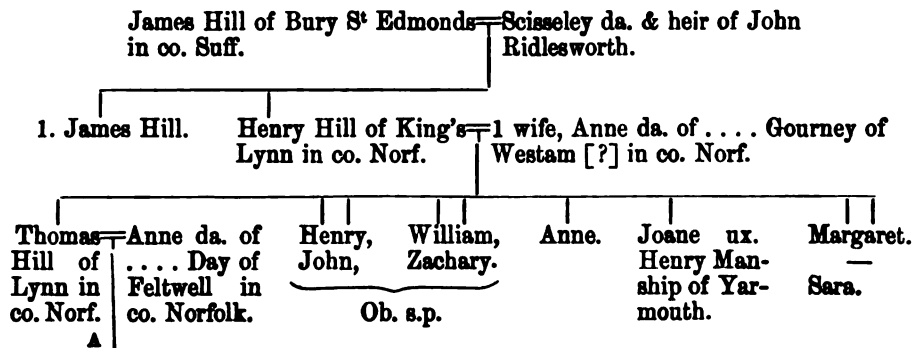 James Hill of Bury Sᵗ Edmonds
in co. Suff.
Scisseley da. & heir of John
Ridlesworth.
1. James Hill.
Henry Hill of King's
Lynn in co. Norf.
1 wife, Anne da. of . . . . Gourney of
Westam [?] in co. Norf.
Thomas
Hill of
Lynn in
co. Norf.
A
Anne da. of
. . . . Day of
Feltwell in
co. Norfolk.
Henry,
John,
William,
Zachary.
Ob. s.p.
Anne.
Joane ux.
Henry Man-
ship of Yar-
mouth.
Margaret.
—
Sara.